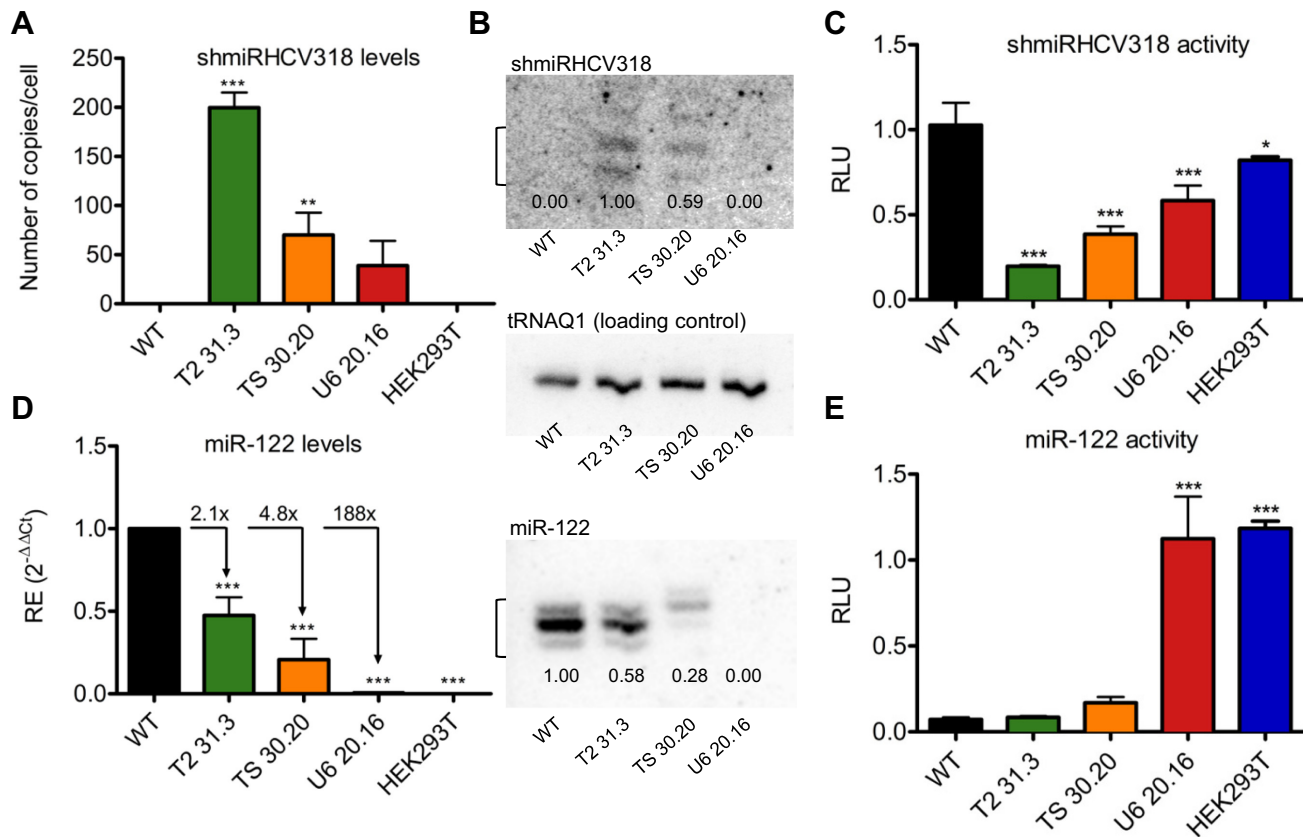 A
shmiRHCV318 levels
Number of copies/cell
250
200
150
100
50
0
***
**
WT
T2 31.3
TS 30.20
U6 20.16
HEK293T
B
shmiRHCV318
0.00 1.00 0.59 0.00
WT
T2 31.3
TS 30.20
U6 20.16
tRNAQ1 (loading control)
WT
T2 31.3
TS 30.20
U6 20.16
miR-122
1.00 0.58 0.28 0.00
WT
T2 31.3
TS 30.20
U6 20.16
C
shmiRHCV318 activity
RLU
1.5
1.0
0.5
0.0
***
***
***
*
WT
T2 31.3
TS 30.20
U6 20.16
HEK293T
D
miR-122 levels
RE (2^-ΔΔCt)
1.5
1.0
0.5
0.0
2.1x 4.8x 188x
***
***
***
***
WT
T2 31.3
TS 30.20
U6 20.16
HEK293T
E
miR-122 activity
RLU
1.5
1.0
0.5
0.0
***
***
WT
T2 31.3
TS 30.20
U6 20.16
HEK293T